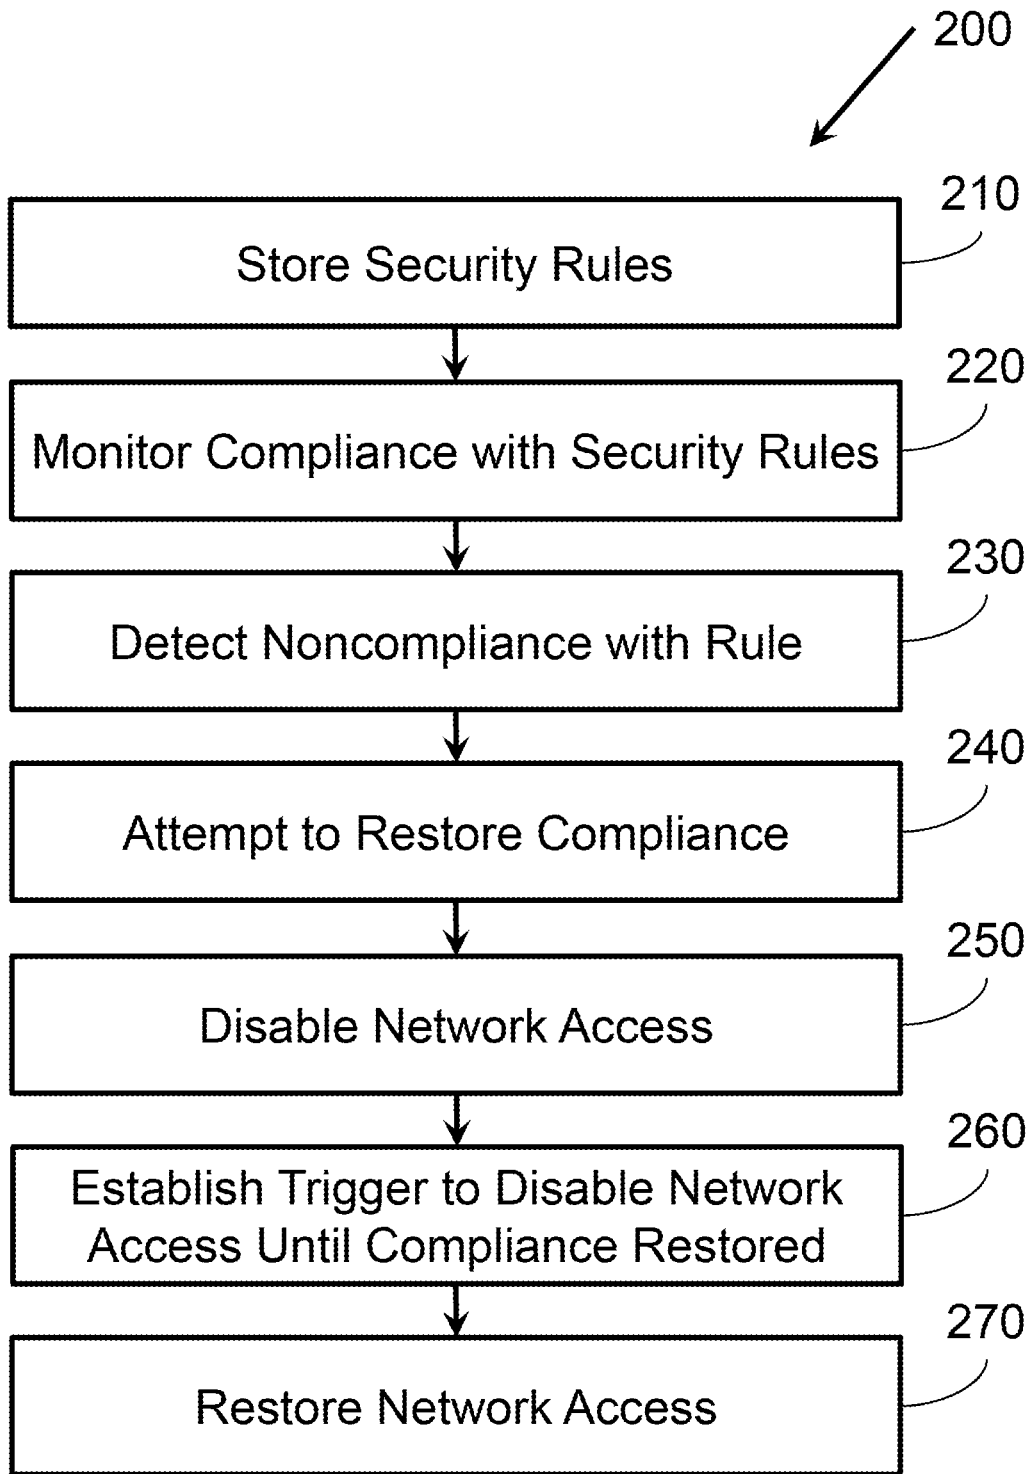 200
210
Store Security Rules
220
Monitor Compliance with Security Rules
230
Detect Noncompliance with Rule
240
Attempt to Restore Compliance
250
Disable Network Access
260
Establish Trigger to Disable Network
Access Until Compliance Restored
270
Restore Network Access